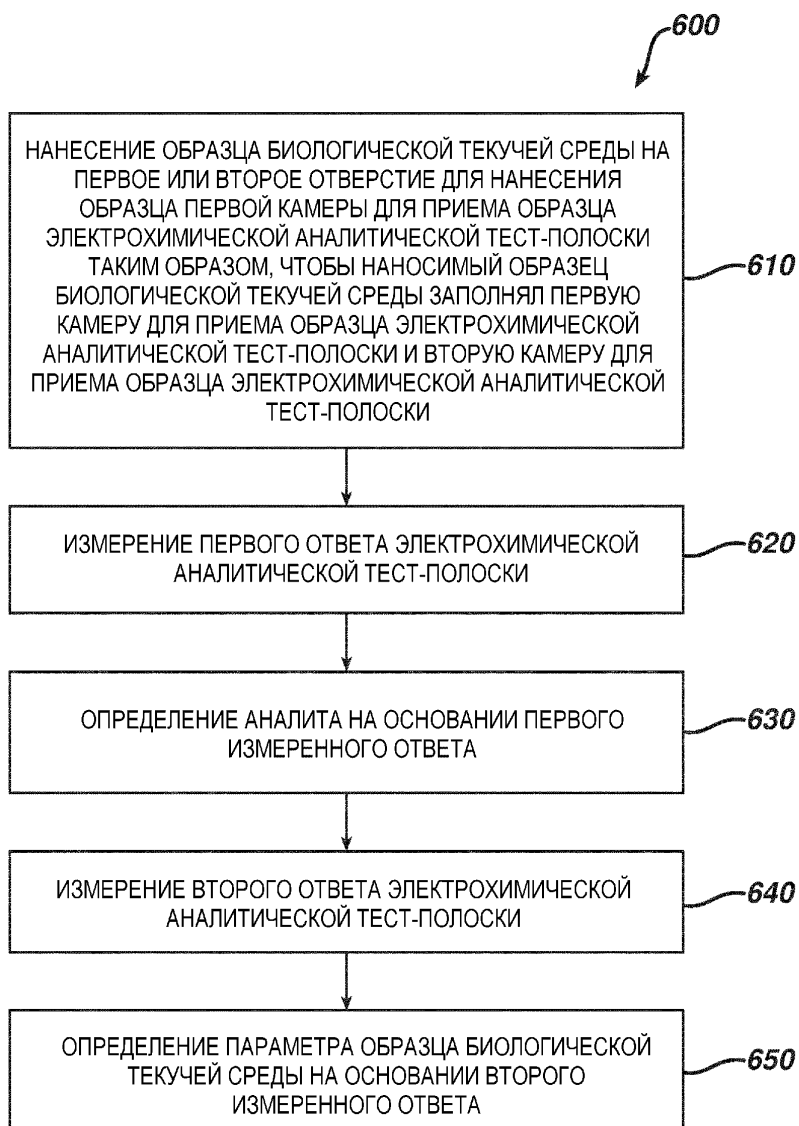 600
НАНЕСЕНИЕ ОБРАЗЦА БИОЛОГИЧЕСКОЙ ТЕКУЧЕЙ СРЕДЫ НА
ПЕРВОЕ ИЛИ ВТОРОЕ ОТВЕРСТИЕ ДЛЯ НАНЕСЕНИЯ
ОБРАЗЦА ПЕРВОЙ КАМЕРЫ ДЛЯ ПРИЕМА ОБРАЗЦА
ЭЛЕКТРОХИМИЧЕСКОЙ АНАЛИТИЧЕСКОЙ ТЕСТ-ПОЛОСКИ
ТАКИМ ОБРАЗОМ, ЧТОБЫ НАНОСИМЫЙ ОБРАЗЕЦ
БИОЛОГИЧЕСКОЙ ТЕКУЧЕЙ СРЕДЫ ЗАПОЛНЯЛ ПЕРВУЮ
КАМЕРУ ДЛЯ ПРИЕМА ОБРАЗЦА ЭЛЕКТРОХИМИЧЕСКОЙ
АНАЛИТИЧЕСКОЙ ТЕСТ-ПОЛОСКИ И ВТОРУЮ КАМЕРУ ДЛЯ
ПРИЕМА ОБРАЗЦА ЭЛЕКТРОХИМИЧЕСКОЙ АНАЛИТИЧЕСКОЙ
ТЕСТ-ПОЛОСКИ
610
ИЗМЕРЕНИЕ ПЕРВОГО ОТВЕТА ЭЛЕКТРОХИМИЧЕСКОЙ
АНАЛИТИЧЕСКОЙ ТЕСТ-ПОЛОСКИ
620
ОПРЕДЕЛЕНИЕ АНАЛИТА НА ОСНОВАНИИ ПЕРВОГО
ИЗМЕРЕННОГО ОТВЕТА
630
ИЗМЕРЕНИЕ ВТОРОГО ОТВЕТА ЭЛЕКТРОХИМИЧЕСКОЙ
АНАЛИТИЧЕСКОЙ ТЕСТ-ПОЛОСКИ
640
ОПРЕДЕЛЕНИЕ ПАРАМЕТРА ОБРАЗЦА БИОЛОГИЧЕСКОЙ
ТЕКУЧЕЙ СРЕДЫ НА ОСНОВАНИИ ВТОРОГО
ИЗМЕРЕННОГО ОТВЕТА
650